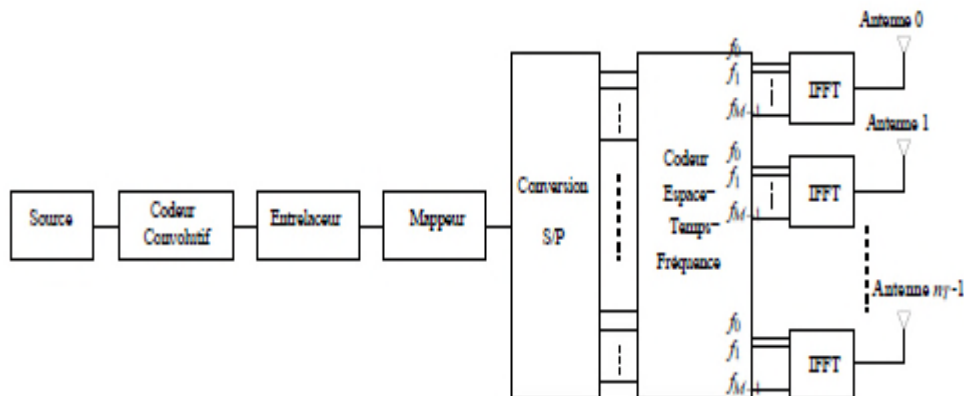 Antenne 0
f0
f1
fM-1
IFFT
Antenne 1
f0
f1
fM-1
IFFT
Source
Codeur
Convolutif
Entrelaceur
Mappeur
Conversion
S/P
Codeur
Espace-
Temps-
Fréquence
Antenne nT-1
f0
f1
fM-1
IFFT